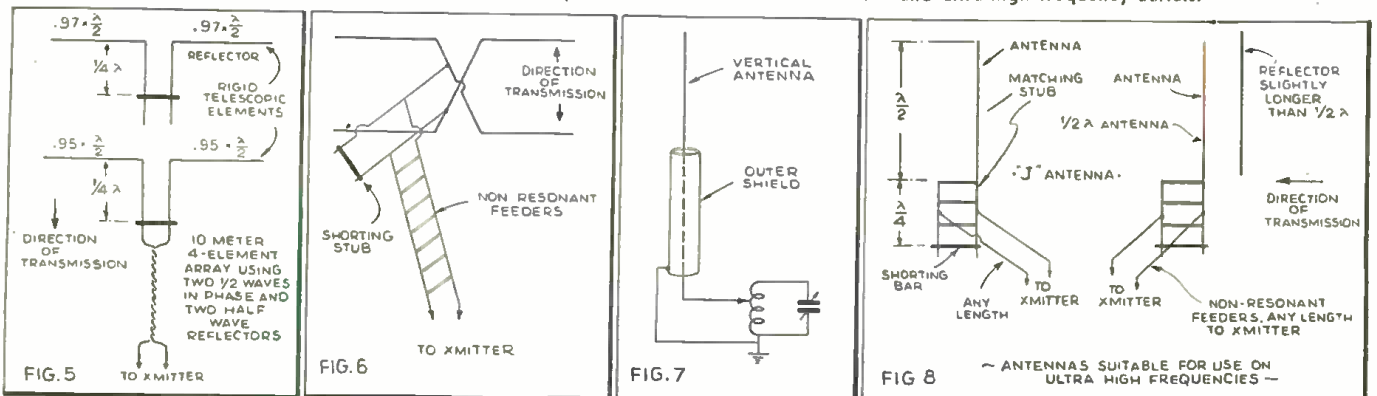 and ultra high frequency
.97 × λ/2
.97 × λ/2
REFLECTOR
1/4 λ
RIGID
TELESCOPIC
ELEMENTS
.95 × λ/2
.95 × λ/2
1/4 λ
DIRECTION
OF
TRANSMISSION
10 METER
4-ELEMENT
ARRAY USING
TWO 1/2 WAVES
IN PHASE AND
TWO HALF
WAVE
REFLECTORS
FIG. 5
TO XMITTER
DIRECTION
OF
TRANSMISSION
NON RESONANT
FEEDERS
SHORTING
STUB
TO XMITTER
FIG. 6
VERTICAL
ANTENNA
OUTER
SHIELD
FIG. 7
ANTENNA
λ/2
MATCHING
STUB
"J" ANTENNA
λ/4
SHORTING
BAR
ANY
LENGTH
TO
XMITTER
ANTENNA
1/2 λ ANTENNA
REFLECTOR
SLIGHTLY
LONGER
THAN 1/2 λ
DIRECTION
OF
TRANSMISSION
TO
XMITTER
NON-RESONANT
FEEDERS, ANY LENGTH
TO XMITTER
FIG 8
~ ANTENNAS SUITABLE FOR USE ON
ULTRA HIGH FREQUENCIES ~